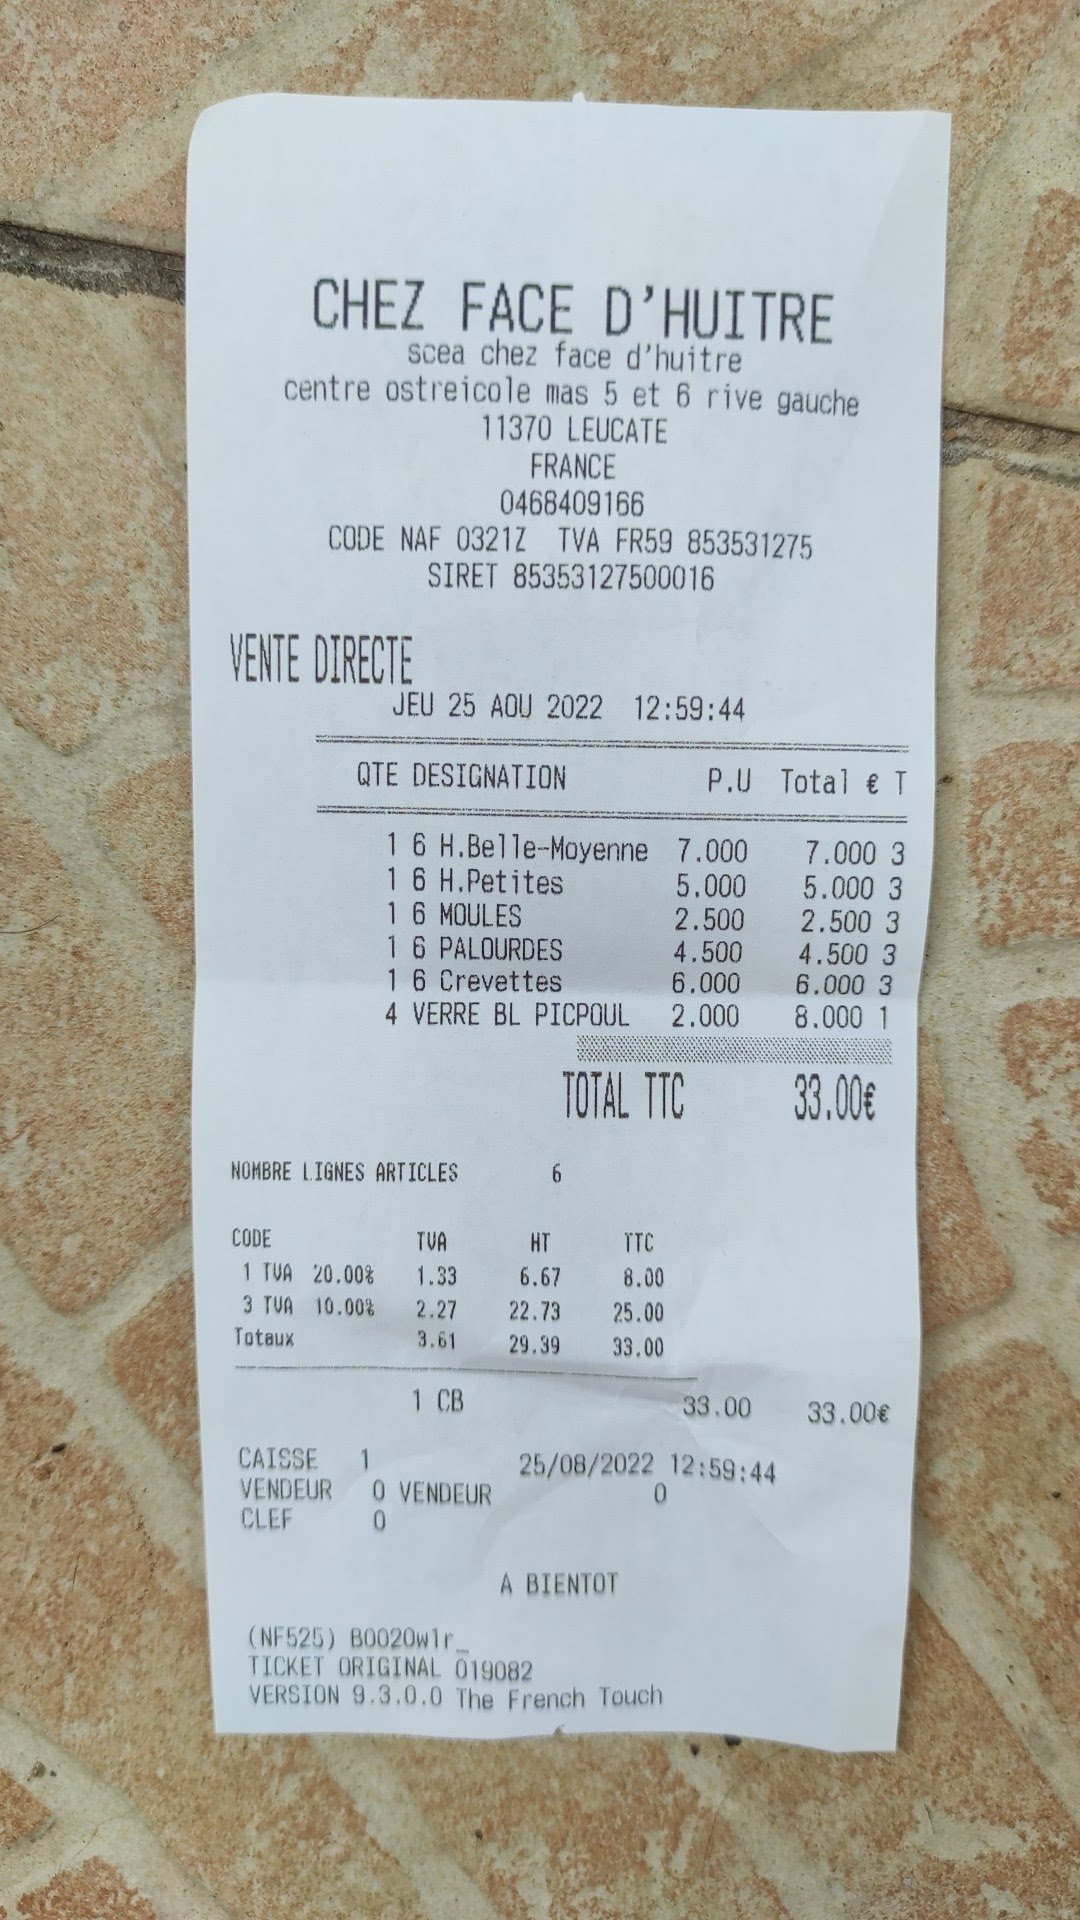 CHEZ FACE D'HUITRE
scea chez face d'huitre
centre ostreicole mas 5 et 6 rive gauche
11370 LEUCATE
FRANCE
0468409166
CODE NAF 0321Z TVA FR59 853531275
SIRET 85353127500016
VENTE DIRECTE
JEU 25 AOU 2022 12:59:44
QTE DESIGNATION P.U Total € T
1 6 H.Belle-Moyenne 7.000 7.000 3
1 6 H.Petites 5.000 5.000 3
1 6 MOULES 2.500 2.500 3
1 6 PALOURDES 4.500 4.500 3
1 6 Crevettes 6.000 6.000 3
4 VERRE BL PICPOUL 2.000 8.000 1
TOTAL TTC 33.00€
NOMBRE LIGNES ARTICLES 6
CODE TVA HT TTC
1 TVA 20.00% 1.33 6.67 8.00
3 TVA 10.00% 2.27 22.73 25.00
Totaux 3.61 29.39 33.00
1 CB 33.00 33.00€
CAISSE 1 25/08/2022 12:59:44
VENDEUR 0 VENDEUR 0
CLEF 0
A BIENTOT
(NF525) B0020w1r_
TICKET ORIGINAL 019082
VERSION 9.3.0.0 The French Touch